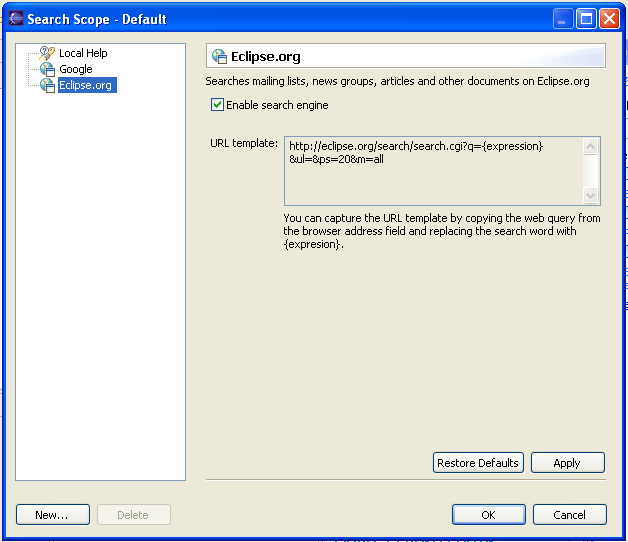 Search Scope - Default
Local Help
Google
Eclipse.org
Eclipse.org
Searches mailing lists, news groups, articles and other documents on Eclipse.org
Enable search engine
URL template:
http://eclipse.org/search/search.cgi?q={expression}
&ul=&ps=20&m=all
You can capture the URL template by copying the web query from
the browser address field and replacing the search word with
{expresion}.
Restore Defaults
Apply
New...
Delete
OK
Cancel